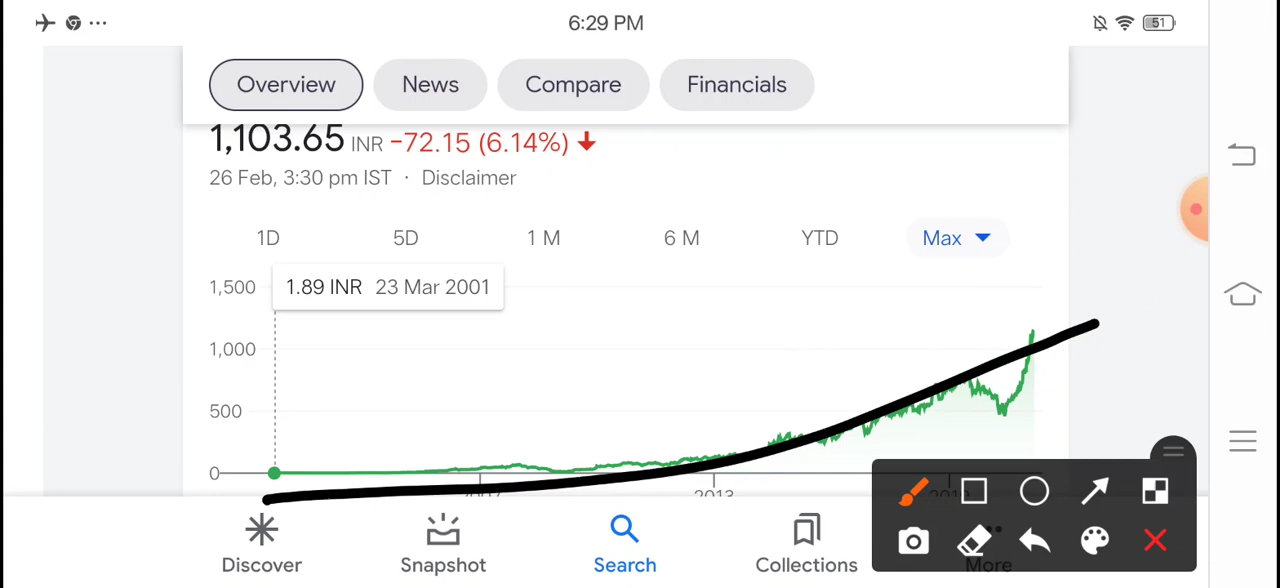 6:29 PM
51
Overview News Compare Financials
1,103.65 INR −72.15 (6.14%)
26 Feb, 3:30 pm IST · Disclaimer
1D 5D 1 M 6 M YTD Max
1.89 INR 23 Mar 2001
1,500
1,000
500
0
2013
Discover Snapshot Search Collections More